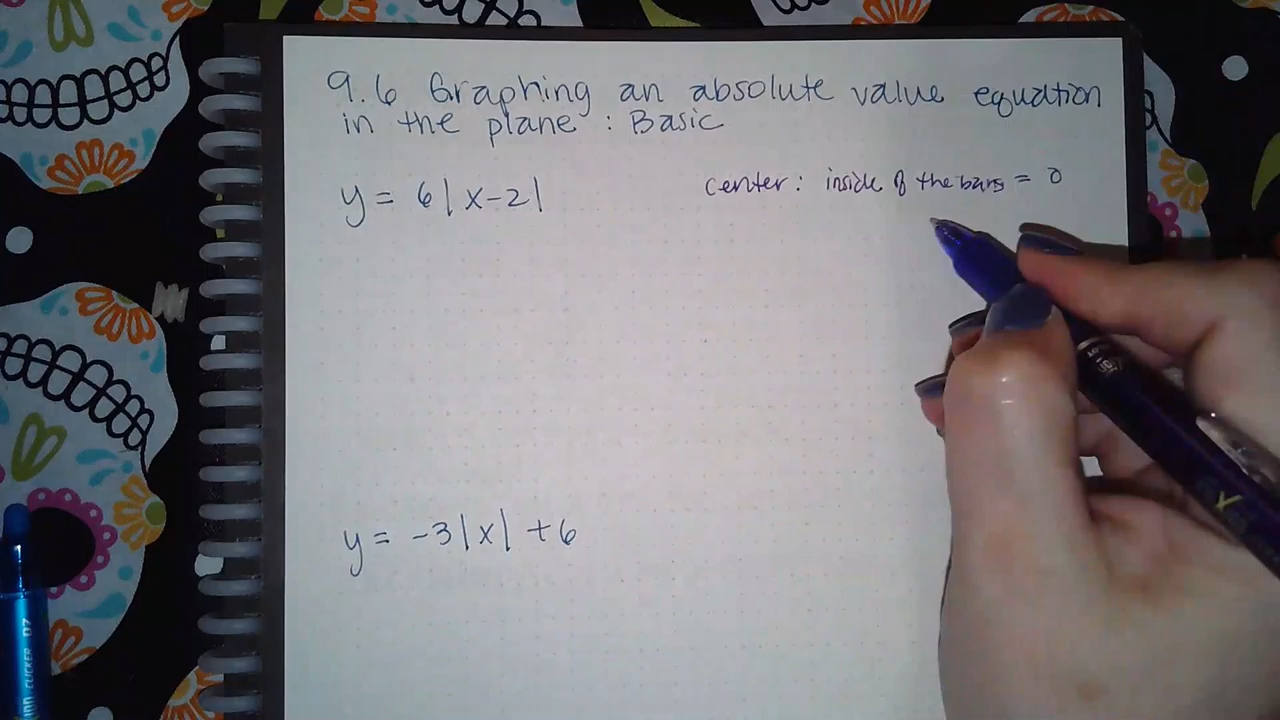 9.6 Graphing an absolute value equation
in the plane : Basic
y = 6|x-2|
center: inside of the bars = 0
y = -3|x| + 6